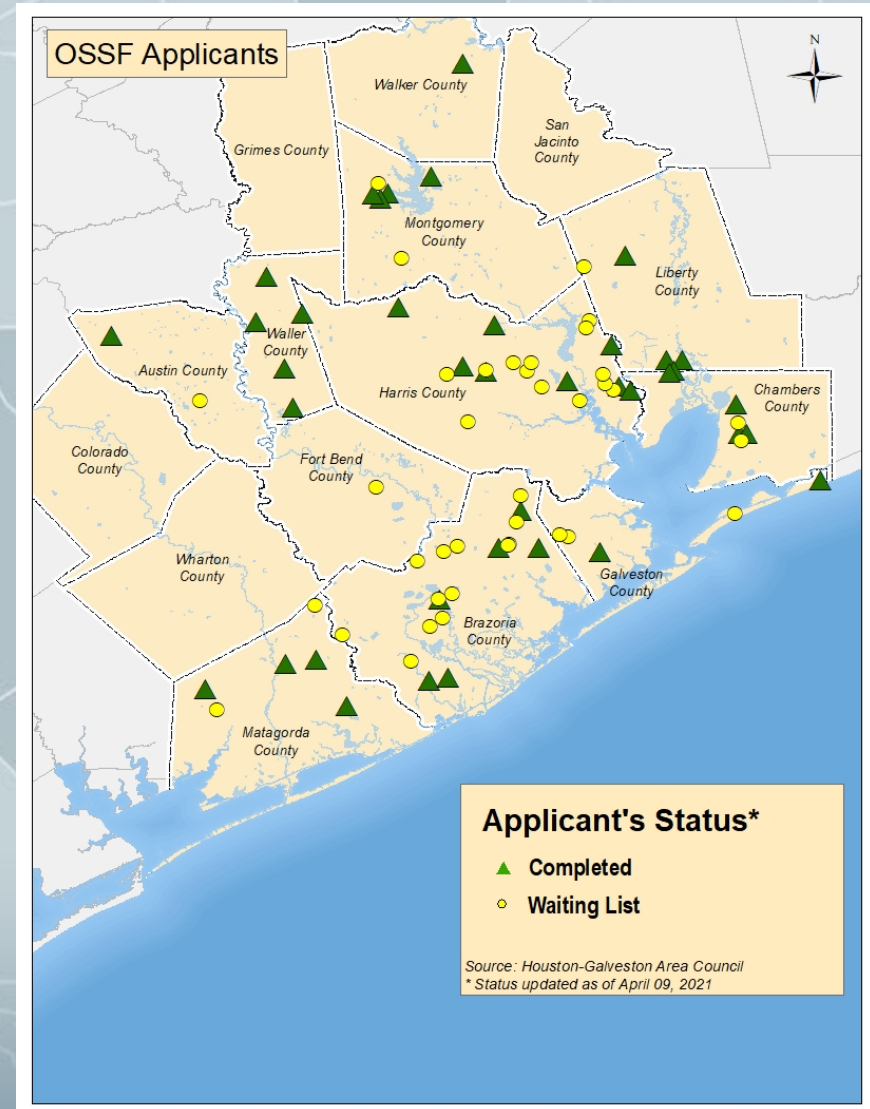 OSSF Applicants
N
Walker County
San
Jacinto
County
Grimes County
Montgomery
County
Liberty
County
Waller
County
Austin County
Harris County
Chambers
County
Colorado
County
Fort Bend
County
Wharton
County
Galveston
County
Brazoria
County
Matagorda
County
Applicant's Status*
Completed
Waiting List
Source: Houston-Galveston Area Council
* Status updated as of April 09, 2021